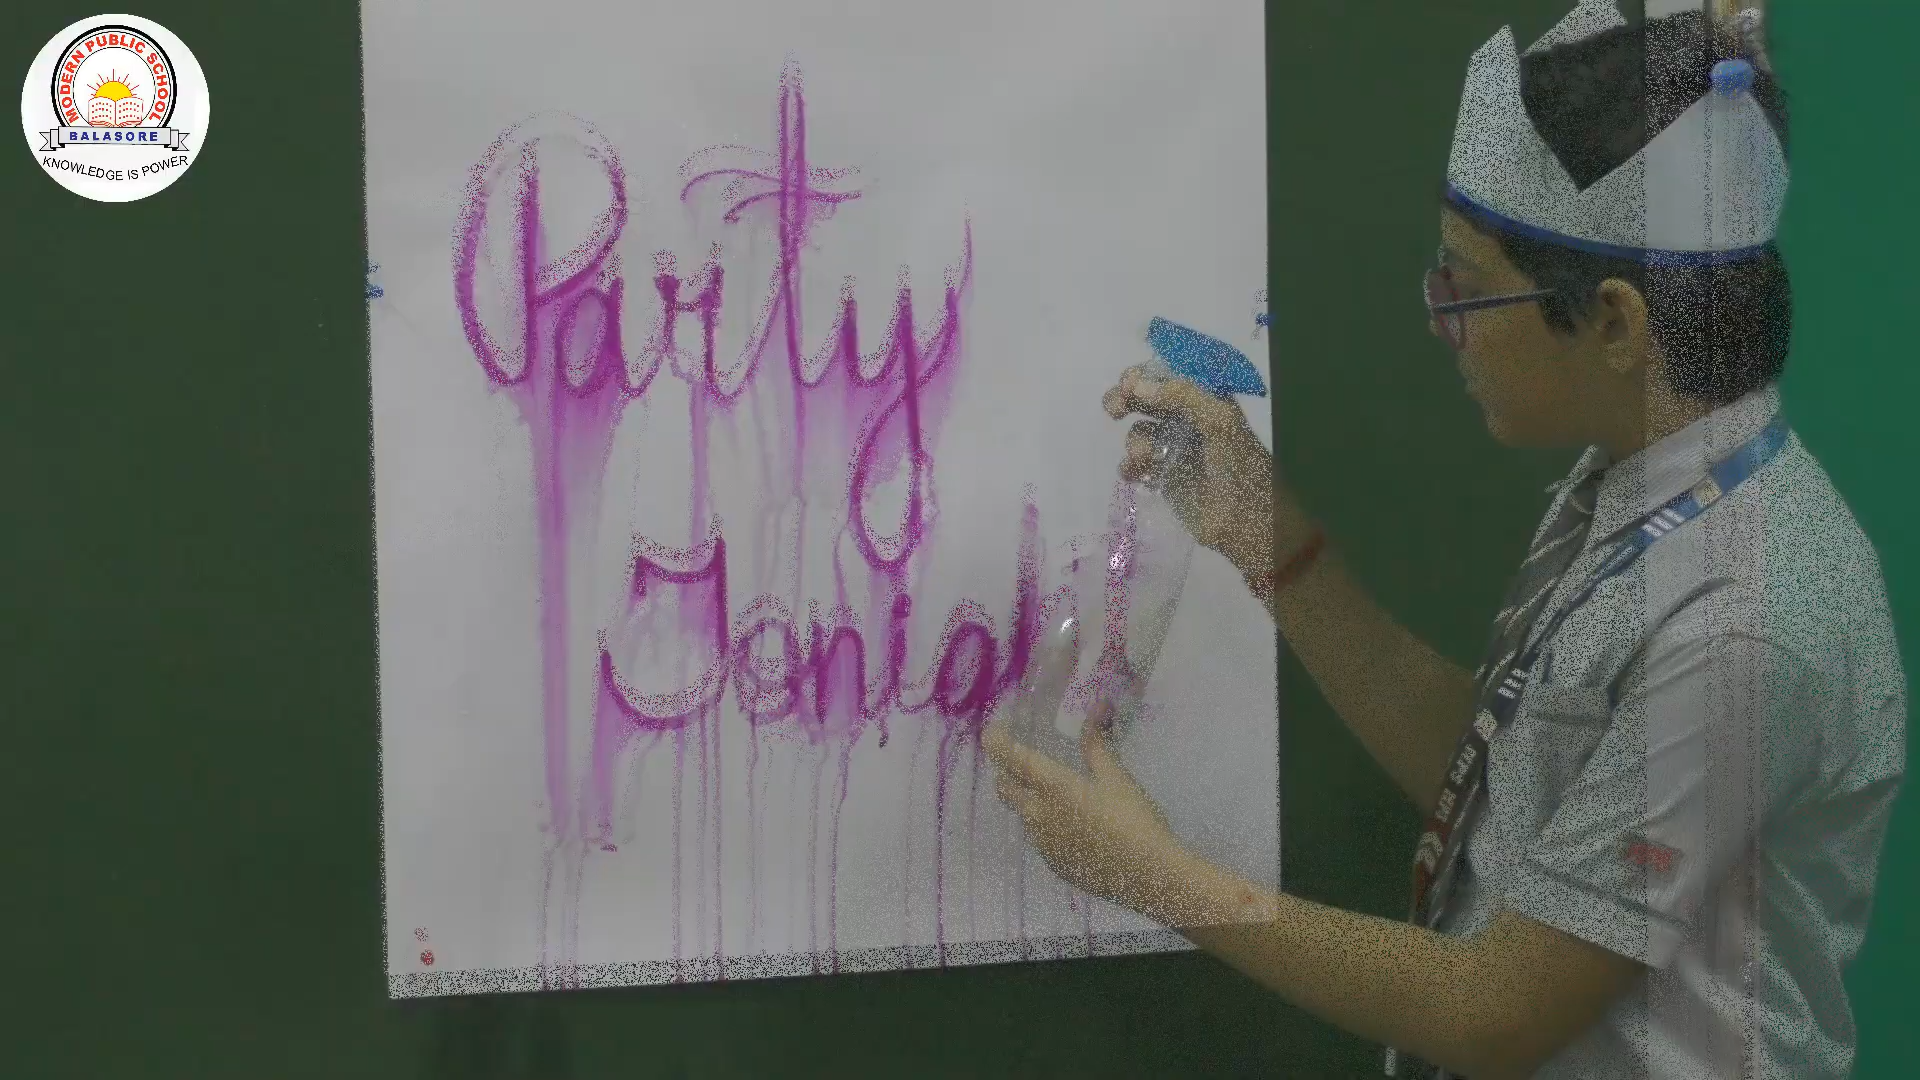 MODERN PUBLIC SCHOOL
BALASORE
KNOWLEDGE IS POWER
Party
Tonight